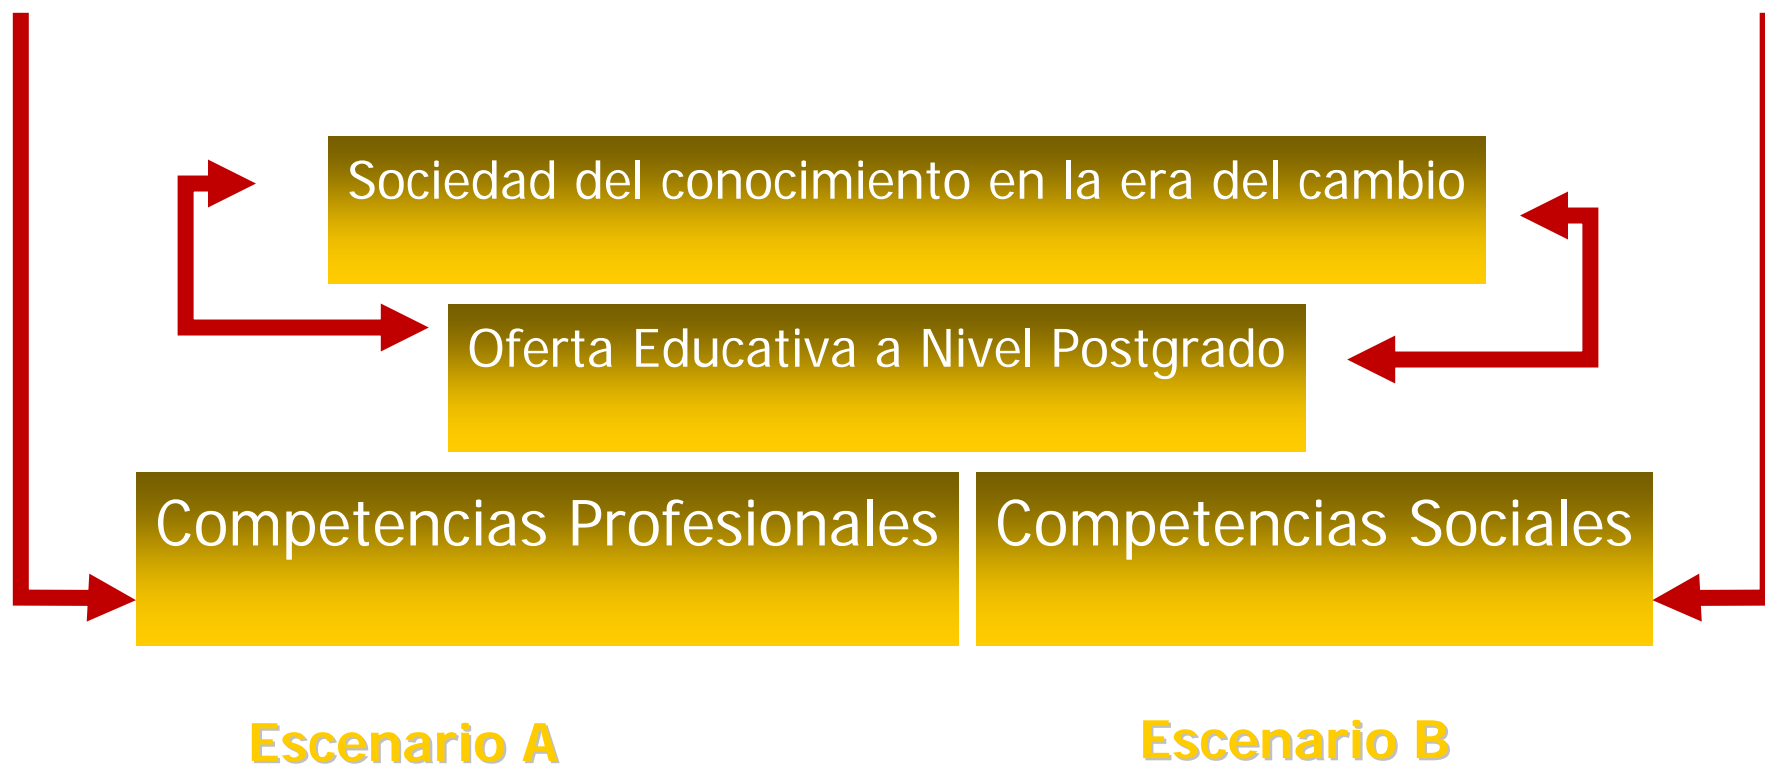 Sociedad del conocimiento en la era del cambio
Oferta Educativa a Nivel Postgrado
Competencias Profesionales
Competencias Sociales
Escenario A
Escenario B